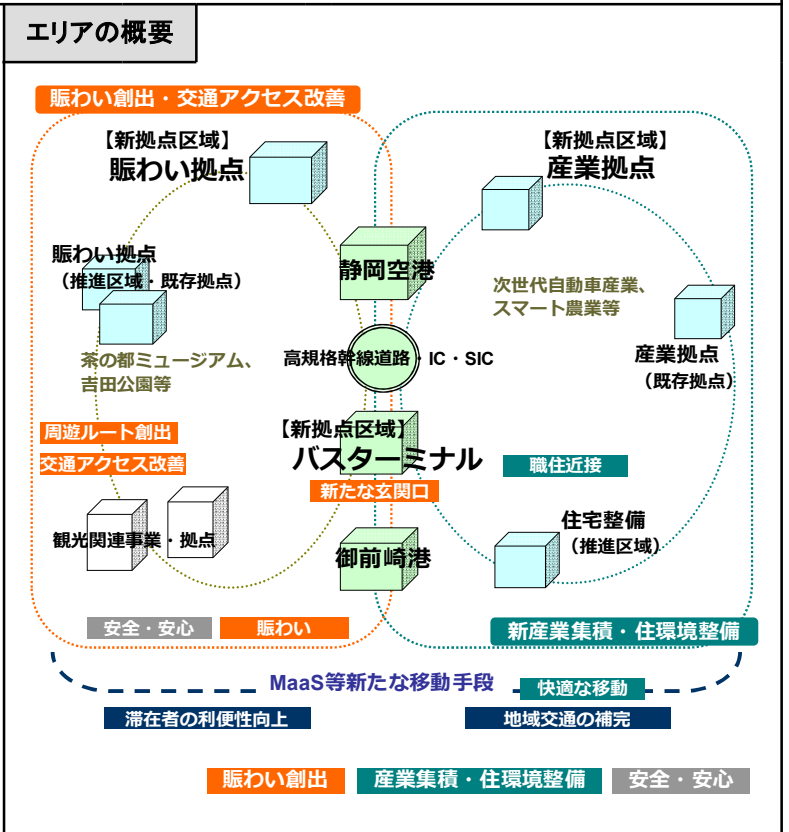 エリアの概要
賑わい創出・交通アクセス改善
【新拠点区域】
賑わい拠点
【新拠点区域】
産業拠点
賑わい拠点
（推進区域・既存拠点）
静岡空港
次世代自動車産業、
スマート農業等
茶の都ミュージアム、
吉田公園等
高規格幹線道路・IC・SIC
産業拠点
（既存拠点）
周遊ルート創出
交通アクセス改善
【新拠点区域】
バスターミナル
新たな玄関口
職住近接
観光関連事業・拠点
御前崎港
住宅整備
（推進区域）
安全・安心
賑わい
新産業集積・住環境整備
MaaS等新たな移動手段
快適な移動
滞在者の利便性向上
地域交通の補完
賑わい創出
産業集積・住環境整備
安全・安心